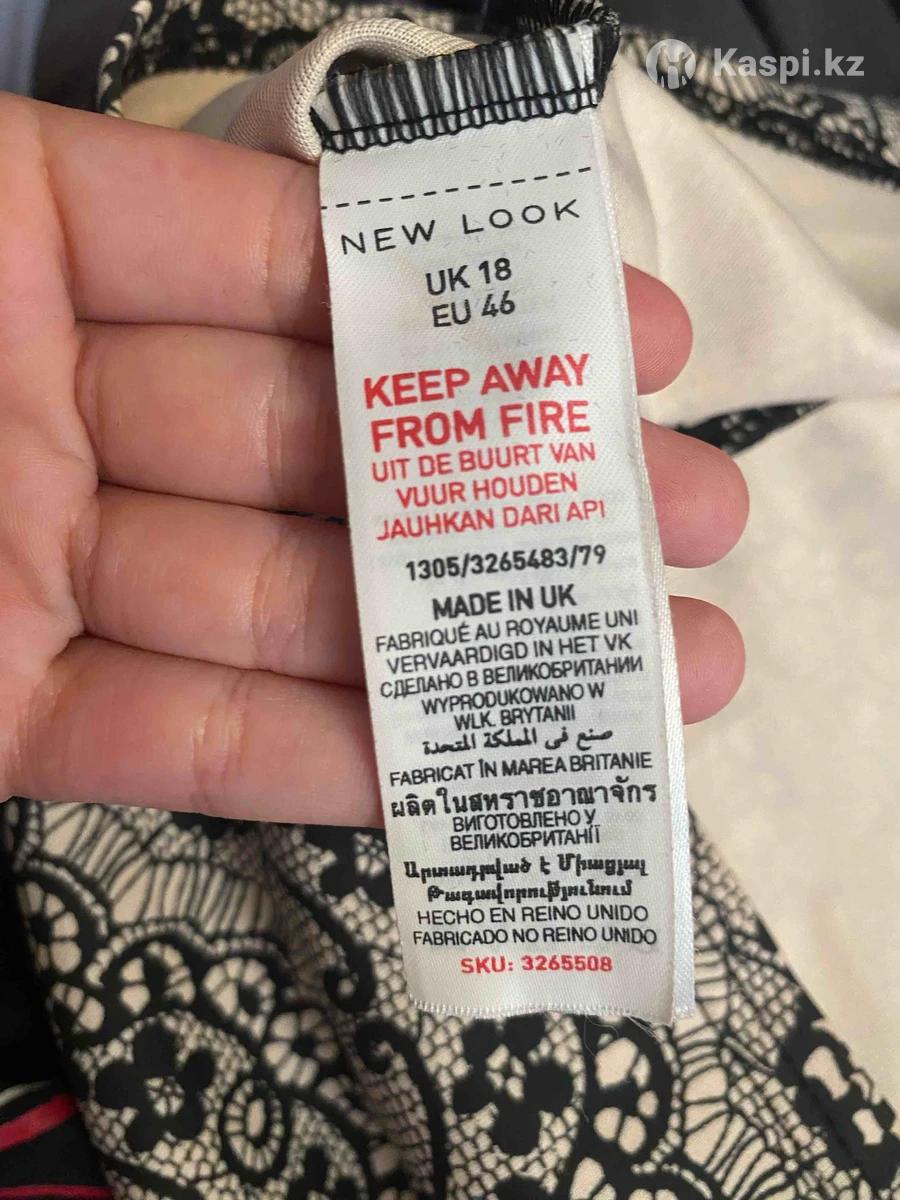 Kaspi.kz
NEW LOOK
UK 18
EU 46
KEEP AWAY
FROM FIRE
UIT DE BUURT VAN
VUUR HOUDEN
JAUHKAN DARI API
1305/3265483/79
MADE IN UK
FABRIQUÉ AU ROYAUME UNI
VERVAARDIGD IN HET VK
СДЕЛАНО В ВЕЛИКОБРИТАНИИ
WYPRODUKOWANO W
WLK. BRYTANII
صنع في المملكة المتحدة
FABRICAT ÎN MAREA BRITANIE
ผลิตในสหราชอาณาจักร
ВИГОТОВЛЕНО У
ВЕЛИКОБРИТАНІЇ
Արտադրված է Միացյալ
Թագավորությունում
HECHO EN REINO UNIDO
FABRICADO NO REINO UNIDO
SKU: 3265508